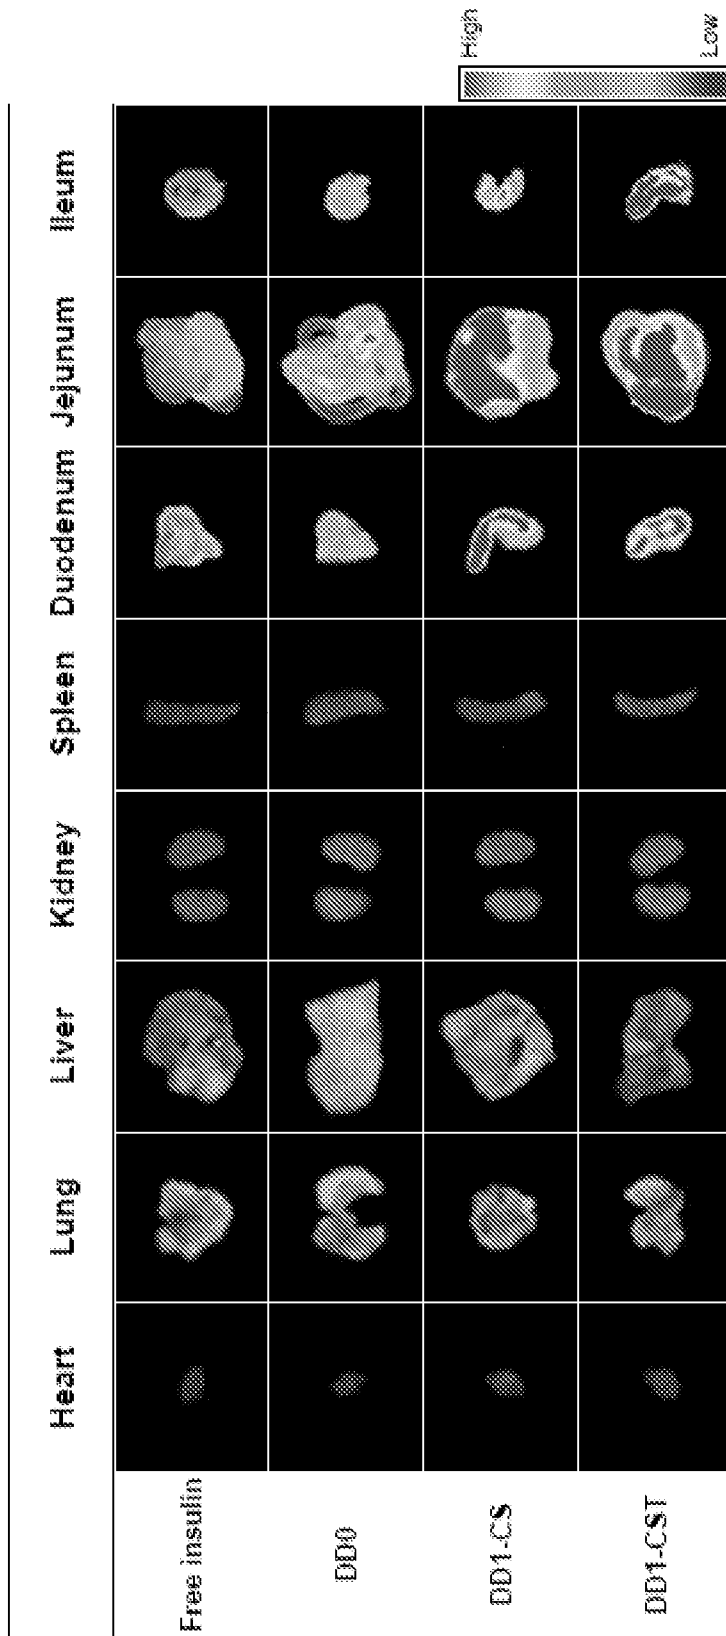 Heart Lung Liver Kidney Spleen Duodenum Jejunum Ileum
Free insulin
DD0
DD1-CS
DD1-CST
High
Low